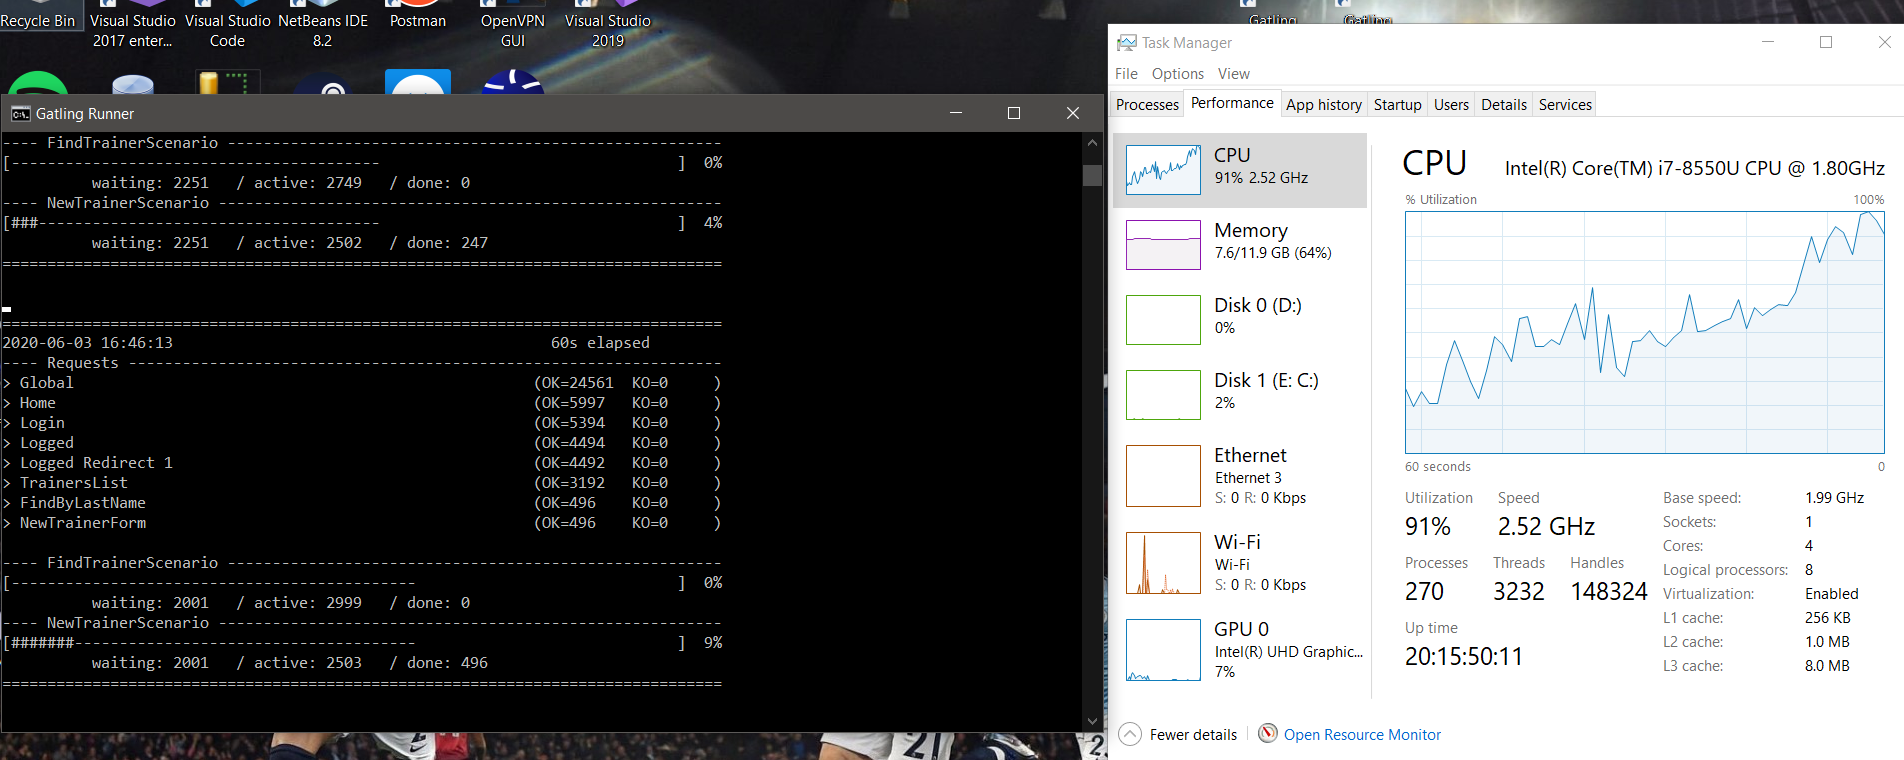 Recycle Bin
Visual Studio 2017 enter...
Visual Studio Code
NetBeans IDE 8.2
Postman
OpenVPN GUI
Visual Studio 2019
Gatling
Gatling
Gatling Runner
---- FindTrainerScenario ------------------------------------------------------
[-----------------------------------------                                 ]  0%
          waiting: 2251   / active: 2749   / done: 0
---- NewTrainerScenario -------------------------------------------------------
[###--------------------------------------                                 ]  4%
          waiting: 2251   / active: 2502   / done: 247
================================================================================
================================================================================
2020-06-03 16:46:13                                          60s elapsed
---- Requests ------------------------------------------------------------------
> Global                                                   (OK=24561  KO=0     )
> Home                                                     (OK=5997   KO=0     )
> Login                                                    (OK=5394   KO=0     )
> Logged                                                   (OK=4494   KO=0     )
> Logged Redirect 1                                        (OK=4492   KO=0     )
> TrainersList                                             (OK=3192   KO=0     )
> FindByLastName                                           (OK=496    KO=0     )
> NewTrainerForm                                           (OK=496    KO=0     )
---- FindTrainerScenario ------------------------------------------------------
[---------------------------------------------                             ]  0%
          waiting: 2001   / active: 2999   / done: 0
---- NewTrainerScenario -------------------------------------------------------
[#######--------------------------------------                             ]  9%
          waiting: 2001   / active: 2503   / done: 496
================================================================================
Task Manager
File Options View
Processes Performance App history Startup Users Details Services
CPU
91% 2.52 GHz
Memory
7.6/11.9 GB (64%)
Disk 0 (D:)
0%
Disk 1 (E: C:)
2%
Ethernet
Ethernet 3
S: 0 R: 0 Kbps
Wi-Fi
Wi-Fi
S: 0 R: 0 Kbps
GPU 0
Intel(R) UHD Graphic...
7%
CPU Intel(R) Core(TM) i7-8550U CPU @ 1.80GHz
% Utilization 100%
60 seconds 0
Utilization Speed
91% 2.52 GHz
Processes Threads Handles
270 3232 148324
Up time
20:15:50:11
Base speed: 1.99 GHz
Sockets: 1
Cores: 4
Logical processors: 8
Virtualization: Enabled
L1 cache: 256 KB
L2 cache: 1.0 MB
L3 cache: 8.0 MB
Fewer details Open Resource Monitor
21
2